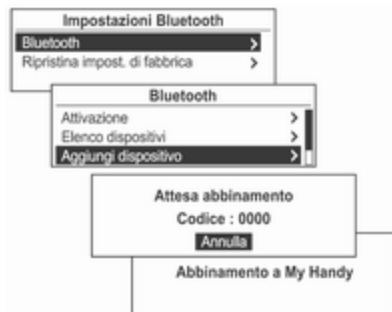 Impostazioni Bluetooth
Bluetooth >
Ripristina impost. di fabbrica >
Bluetooth
Attivazione >
Elenco dispositivi >
Aggiungi dispositivo >
Attesa abbinamento
Codice : 0000
Annulla
Abbinamento a My Handy